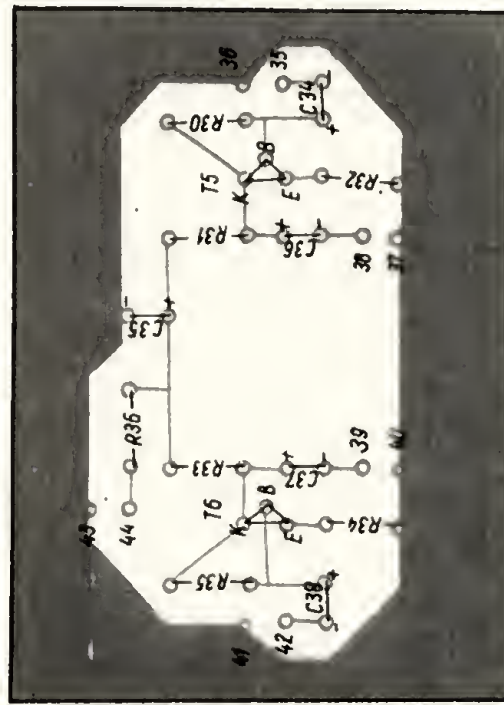 43
44
R36
C35
-
+
R35
R33
R31
R30
T6
T5
41
K
K
36
B
B
42
E
+
+
E
35
C37
C36
C38
-
+
-
-
+
-
C34
39
38
R34
R32
40
37